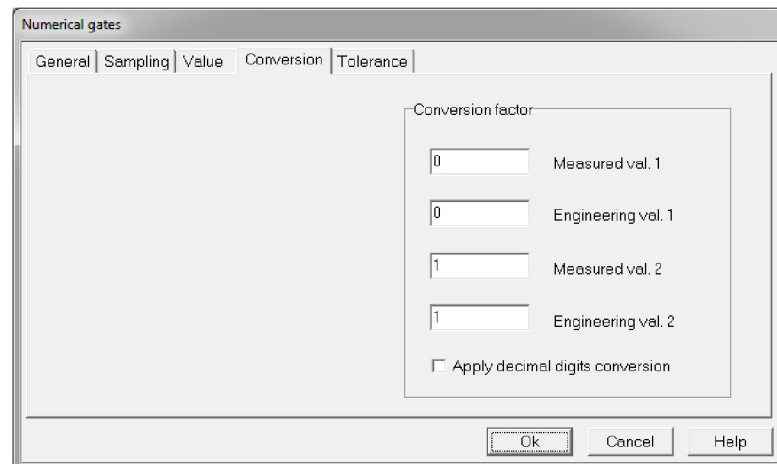 Numerical gates
General Sampling Value Conversion Tolerance
Conversion factor
0 Measured val. 1
0 Engineering val. 1
1 Measured val. 2
1 Engineering val. 2
Apply decimal digits conversion
Ok Cancel Help